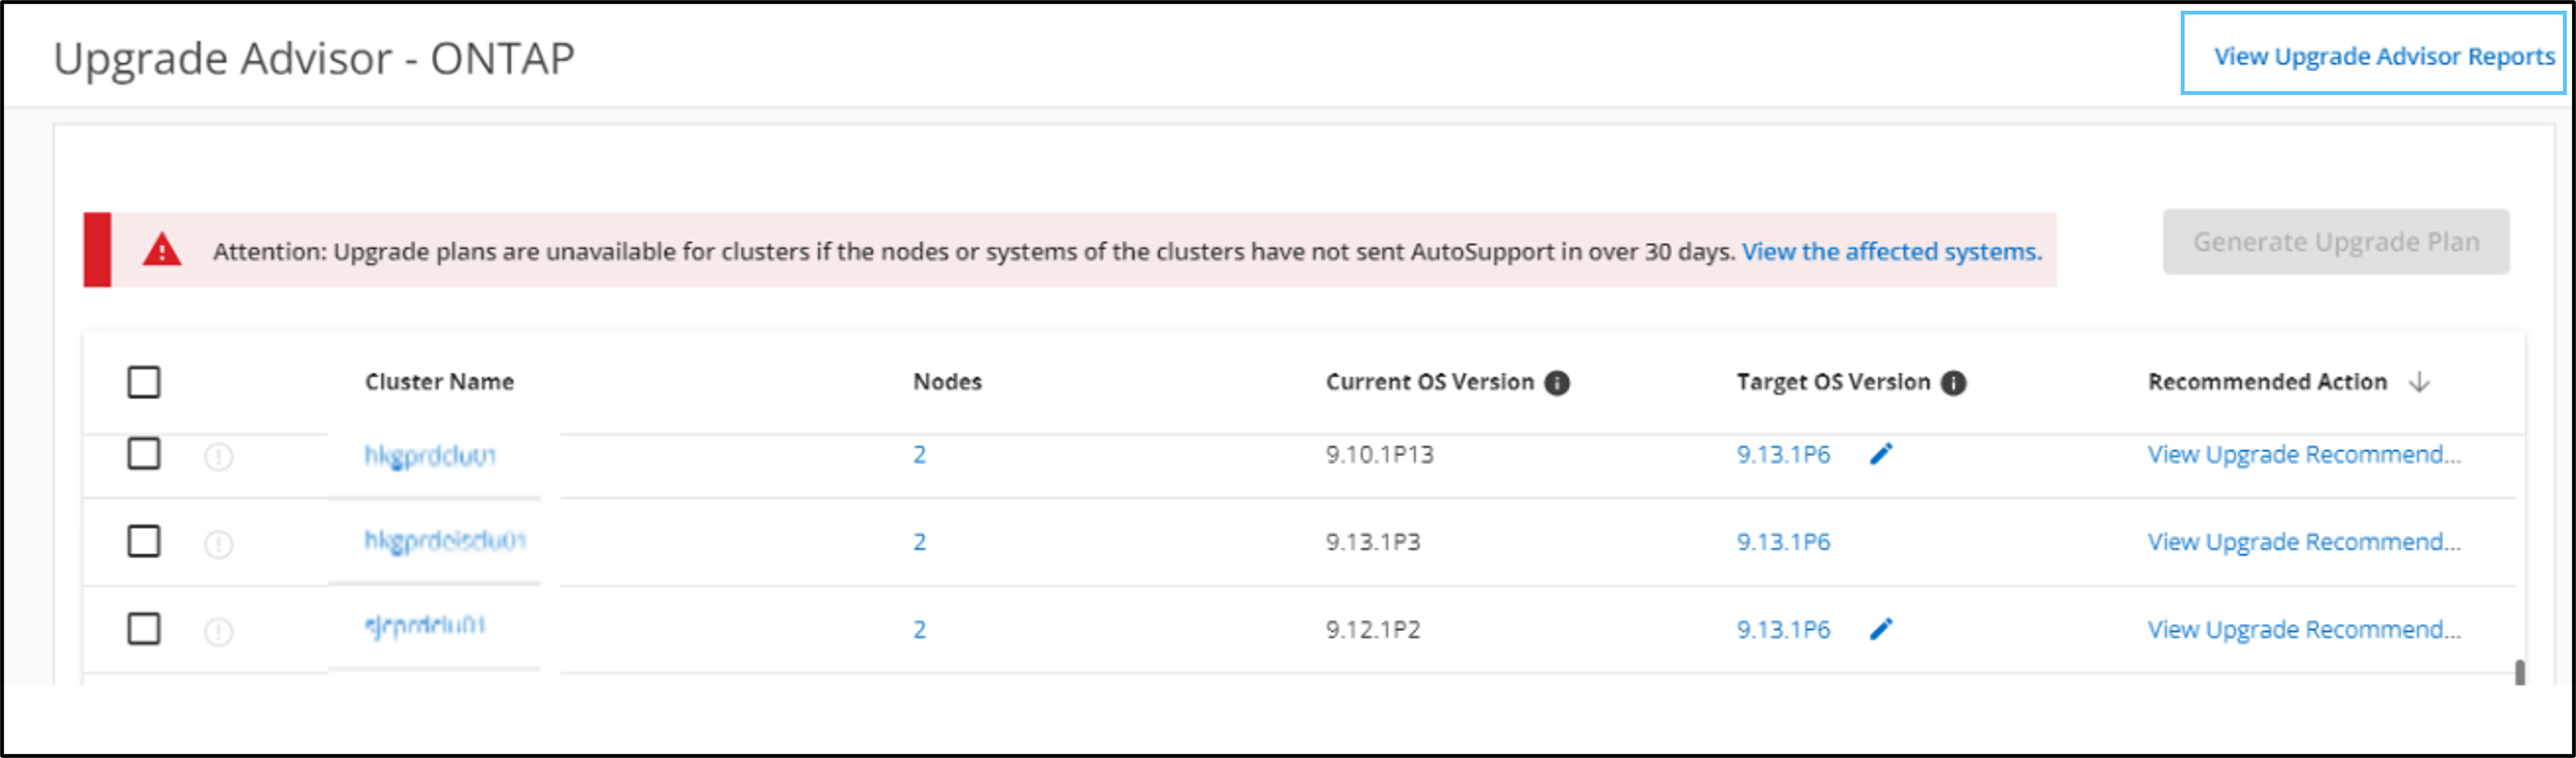 Upgrade Advisor - ONTAP
View Upgrade Advisor Reports
Attention: Upgrade plans are unavailable for clusters if the nodes or systems of the clusters have not sent AutoSupport in over 30 days. View the affected systems.
Generate Upgrade Plan
Cluster Name Nodes Current OS Version Target OS Version Recommended Action
2 9.10.1P13 9.13.1P6 View Upgrade Recommend...
2 9.13.1P3 9.13.1P6 View Upgrade Recommend...
2 9.12.1P2 9.13.1P6 View Upgrade Recommend...